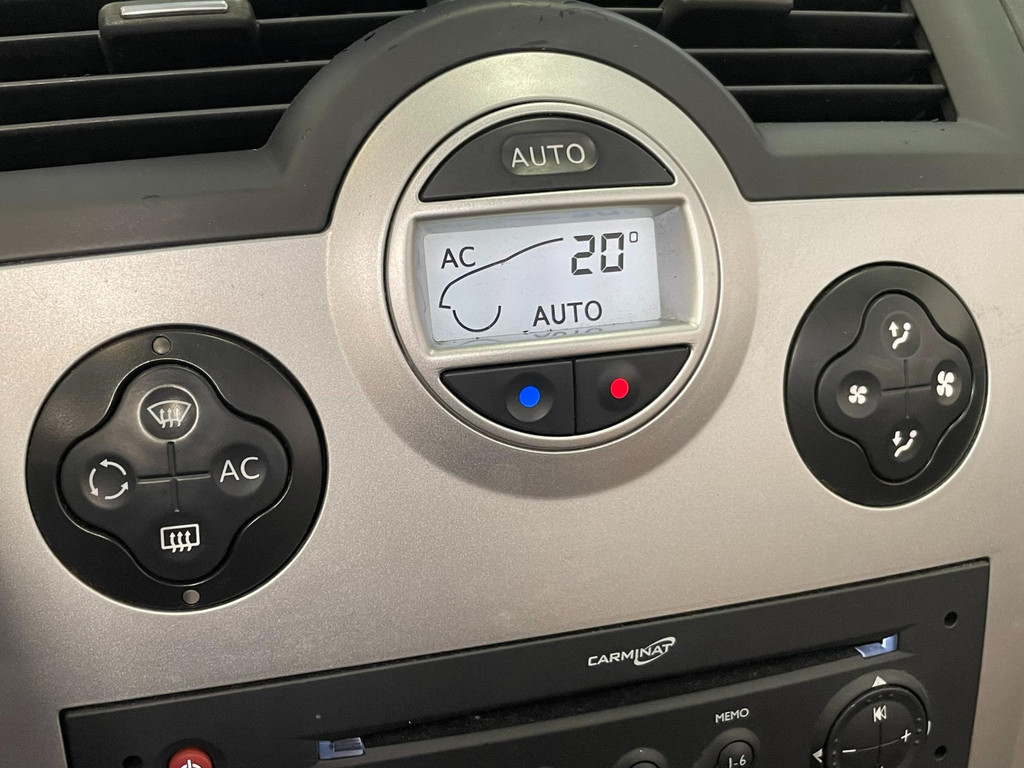 AUTO
AC 20°
AUTO
AC
CARMINAT
MEMO
1-6
- +